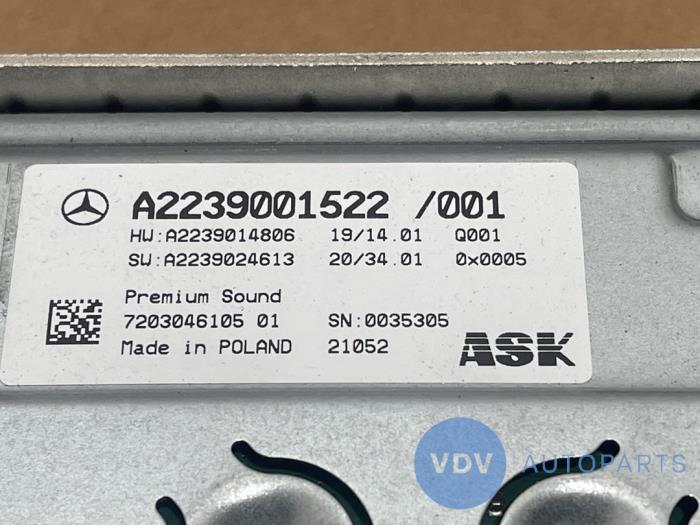 A2239001522 /001
HW:A2239014806 19/14.01 Q001
SW:A2239024613 20/34.01 0x0005
Premium Sound
7203046105 01 SN:0035305
Made in POLAND 21052
ASK
VDV AUTOPARTS